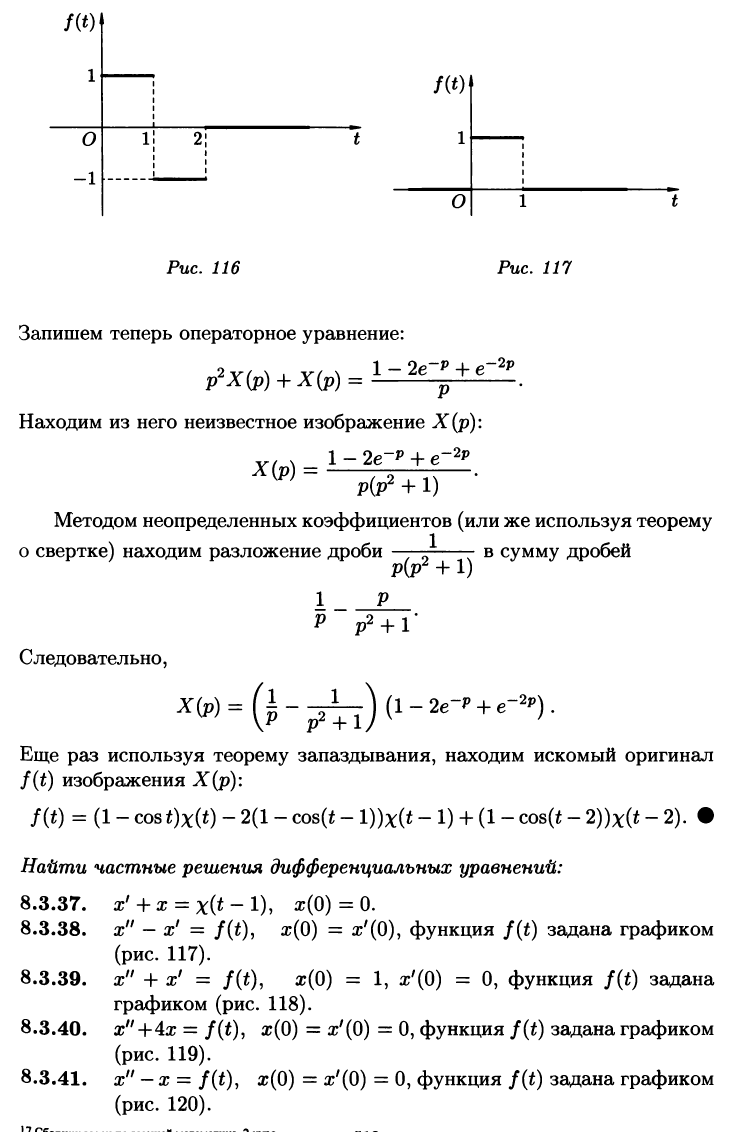 f(t)
1
O
1
2
t
−1
Рис. 116
f(t)
1
O
1
t
Рис. 117
Запишем теперь операторное уравнение:
p²X(p) + X(p) = (1 − 2e^{−p} + e^{−2p})/p.
Находим из него неизвестное изображение X(p):
X(p) = (1 − 2e^{−p} + e^{−2p})/(p(p² + 1)).
Методом неопределенных коэффициентов (или же используя теорему
о свертке) находим разложение дроби 1/(p(p² + 1)) в сумму дробей
1/p − p/(p² + 1).
Следовательно,
X(p) = (1/p − 1/(p² + 1)) (1 − 2e^{−p} + e^{−2p}).
Еще раз используя теорему запаздывания, находим искомый оригинал
f(t) изображения X(p):
f(t) = (1 − cos t)χ(t) − 2(1 − cos(t − 1))χ(t − 1) + (1 − cos(t − 2))χ(t − 2). ●
Найти частные решения дифференциальных уравнений:
8.3.37. x′ + x = χ(t − 1), x(0) = 0.
8.3.38. x″ − x′ = f(t), x(0) = x′(0), функция f(t) задана графиком
(рис. 117).
8.3.39. x″ + x′ = f(t), x(0) = 1, x′(0) = 0, функция f(t) задана
графиком (рис. 118).
8.3.40. x″+4x = f(t), x(0) = x′(0) = 0, функция f(t) задана графиком
(рис. 119).
8.3.41. x″ − x = f(t), x(0) = x′(0) = 0, функция f(t) задана графиком
(рис. 120).